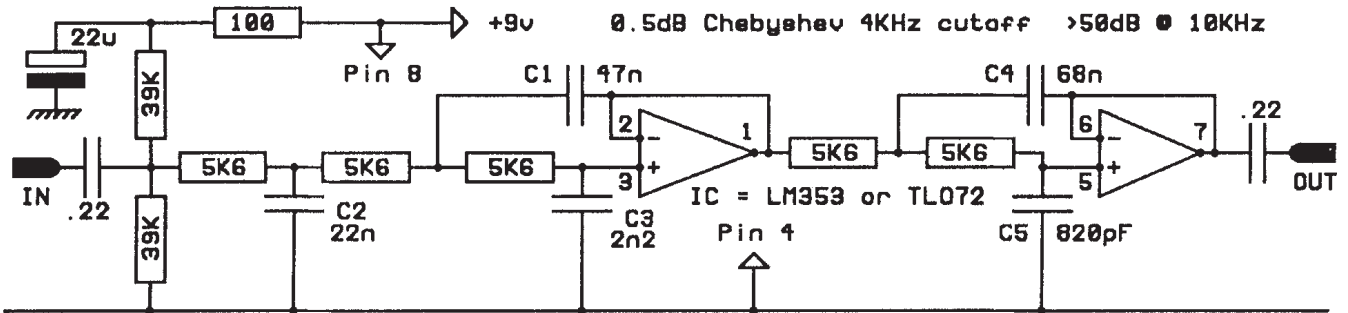 100
+9v
0.5dB Chebyshev 4KHz cutoff >50dB @ 10KHz
22u
Pin 8
C1
47n
C4
68n
39K
2
-
1
6
-
7
.22
IN
.22
5K6
5K6
5K6
+
3
5K6
5K6
+
5
OUT
IC = LM353 or TL072
39K
C2
22n
C3
2n2
Pin 4
C5
820pF